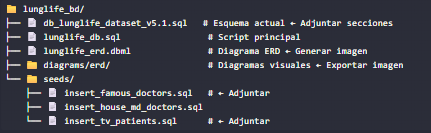 📁 lunglife_bd/
├── db_lunglife_dataset_v5.1.sql   # Esquema actual ← Adjuntar secciones
├── lunglife_db.sql                # Script principal
├── lunglife_erd.dbml              # Diagrama ERD ← Generar imagen
├── 📁 diagrams/erd/               # Diagramas visuales ← Exportar imagen
└── 📁 seeds/
    ├── insert_famous_doctors.sql   # ← Adjuntar
    ├── insert_house_md_doctors.sql
    └── insert_tv_patients.sql      # ← Adjuntar